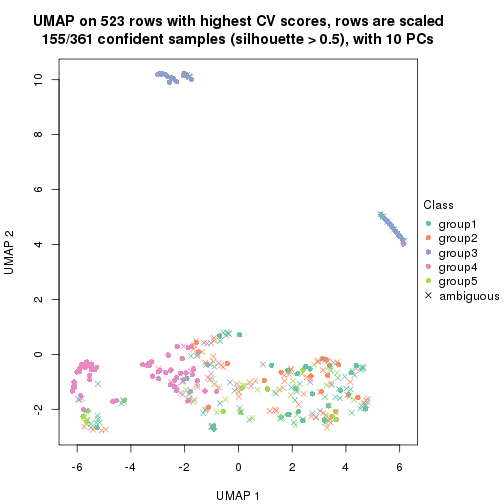 UMAP on 523 rows with highest CV scores, rows are scaled
155/361 confident samples (silhouette > 0.5), with 10 PCs
10
8
6
4
2
0
-2
UMAP 2
-6 -4 -2 0 2 4 6
UMAP 1
Class
group1
group2
group3
group4
group5
ambiguous